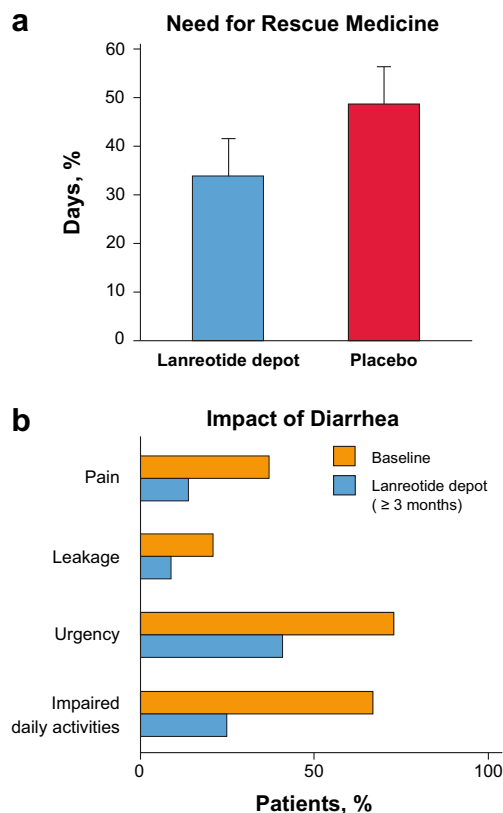 a
Need for Rescue Medicine
Days, %
60
50
40
30
20
10
0
Lanreotide depot
Placebo
b
Impact of Diarrhea
Baseline
Lanreotide depot
( ≥ 3 months)
Pain
Leakage
Urgency
Impaired
daily activities
0
50
100
Patients, %